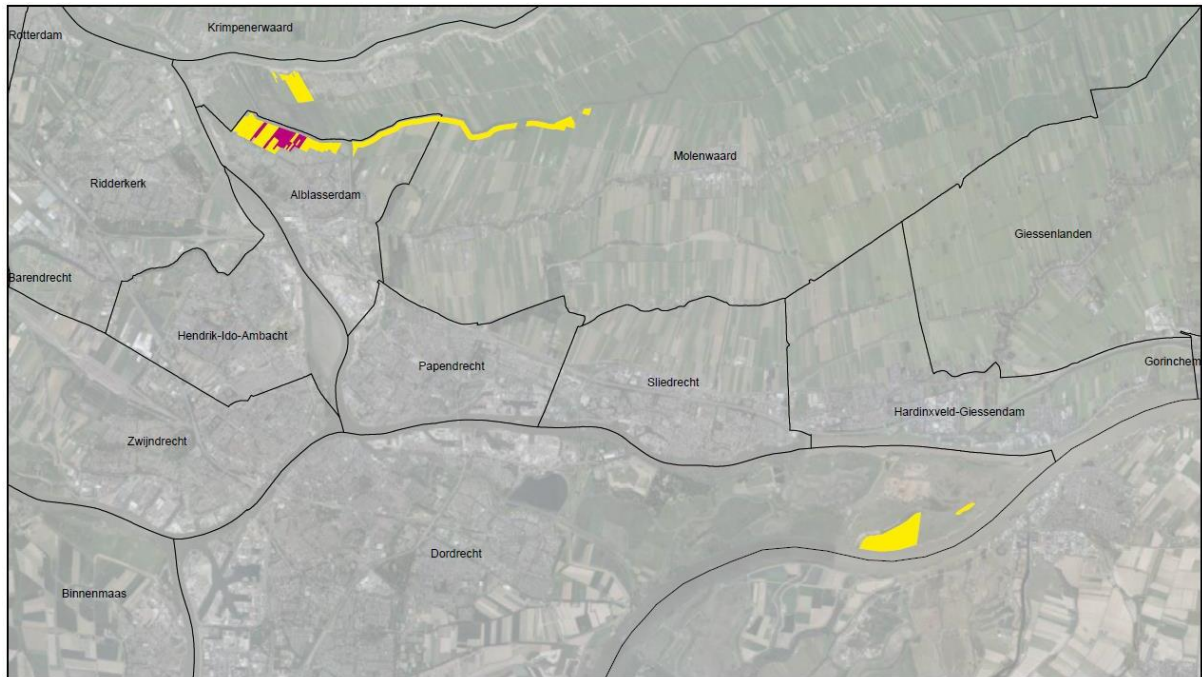 Krimpenerwaard
Rotterdam
Molenwaard
Ridderkerk
Alblasserdam
Giessenlanden
Barendrecht
Hendrik-Ido-Ambacht
Gorinchem
Papendrecht
Sliedrecht
Hardinxveld-Giessendam
Zwijndrecht
Dordrecht
Binnenmaas